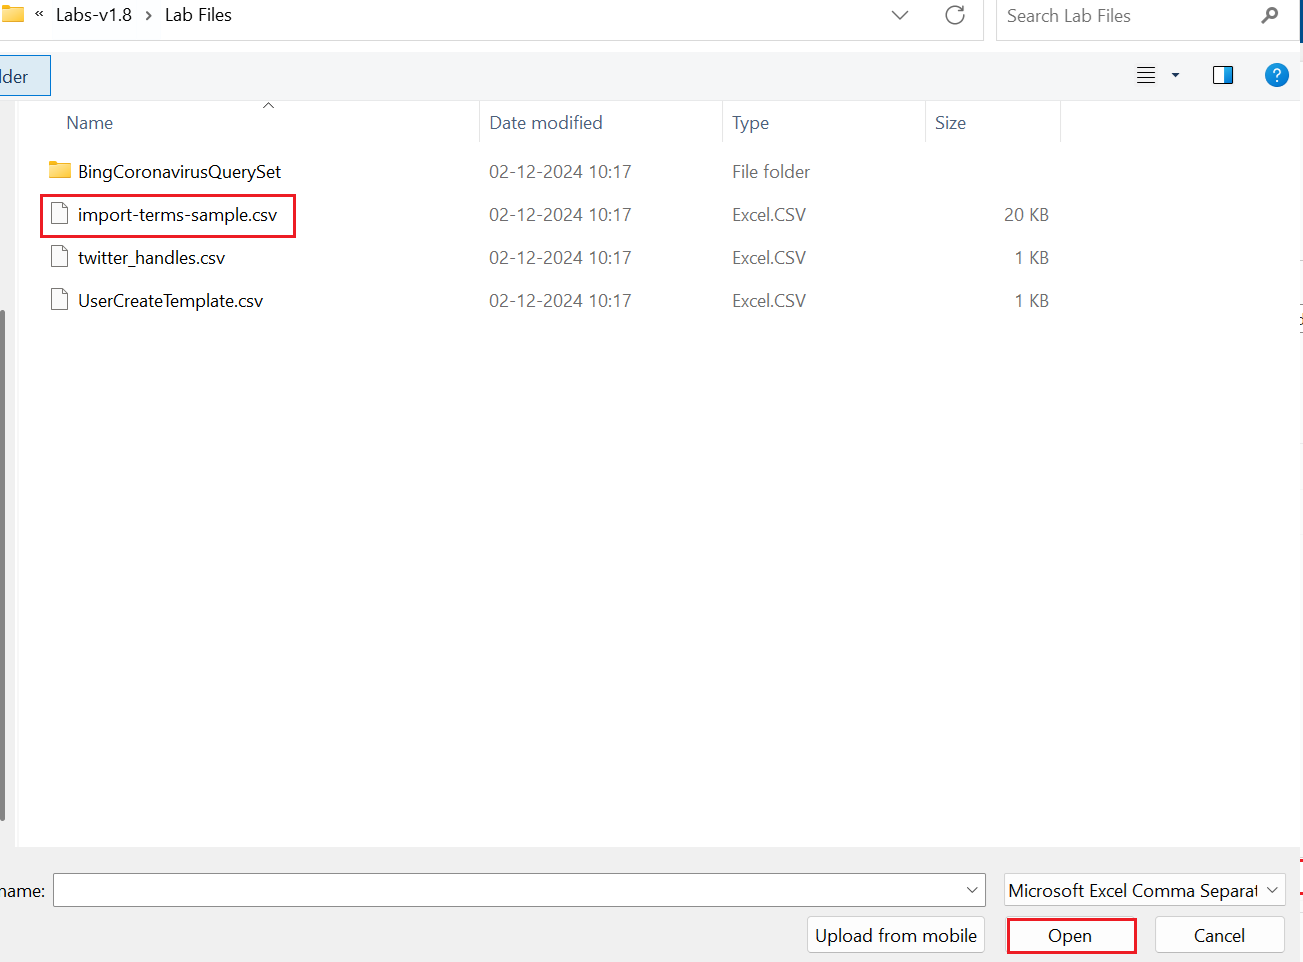 « Labs-v1.8 > Lab Files
Search Lab Files
lder
?
Name Date modified Type Size
BingCoronavirusQuerySet 02-12-2024 10:17 File folder
import-terms-sample.csv 02-12-2024 10:17 Excel.CSV 20 KB
twitter_handles.csv 02-12-2024 10:17 Excel.CSV 1 KB
UserCreateTemplate.csv 02-12-2024 10:17 Excel.CSV 1 KB
name:
Microsoft Excel Comma Separat
Upload from mobile Open Cancel